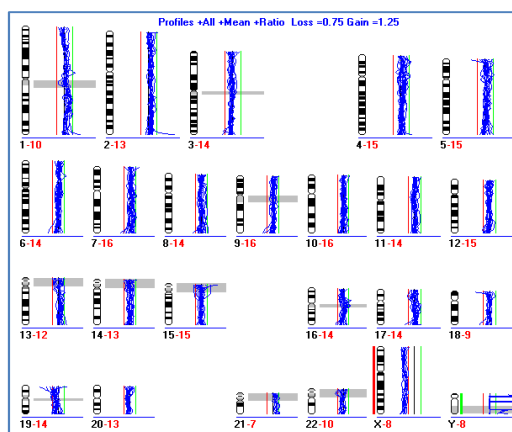 Profiles +All +Mean +Ratio Loss =0.75 Gain =1.25
1-10 2-13 3-14 4-15 5-15
6-14 7-16 8-14 9-16 10-16 11-14 12-15
13-12 14-13 15-15 16-14 17-14 18-9
19-14 20-13 21-7 22-10 X-8 Y-8